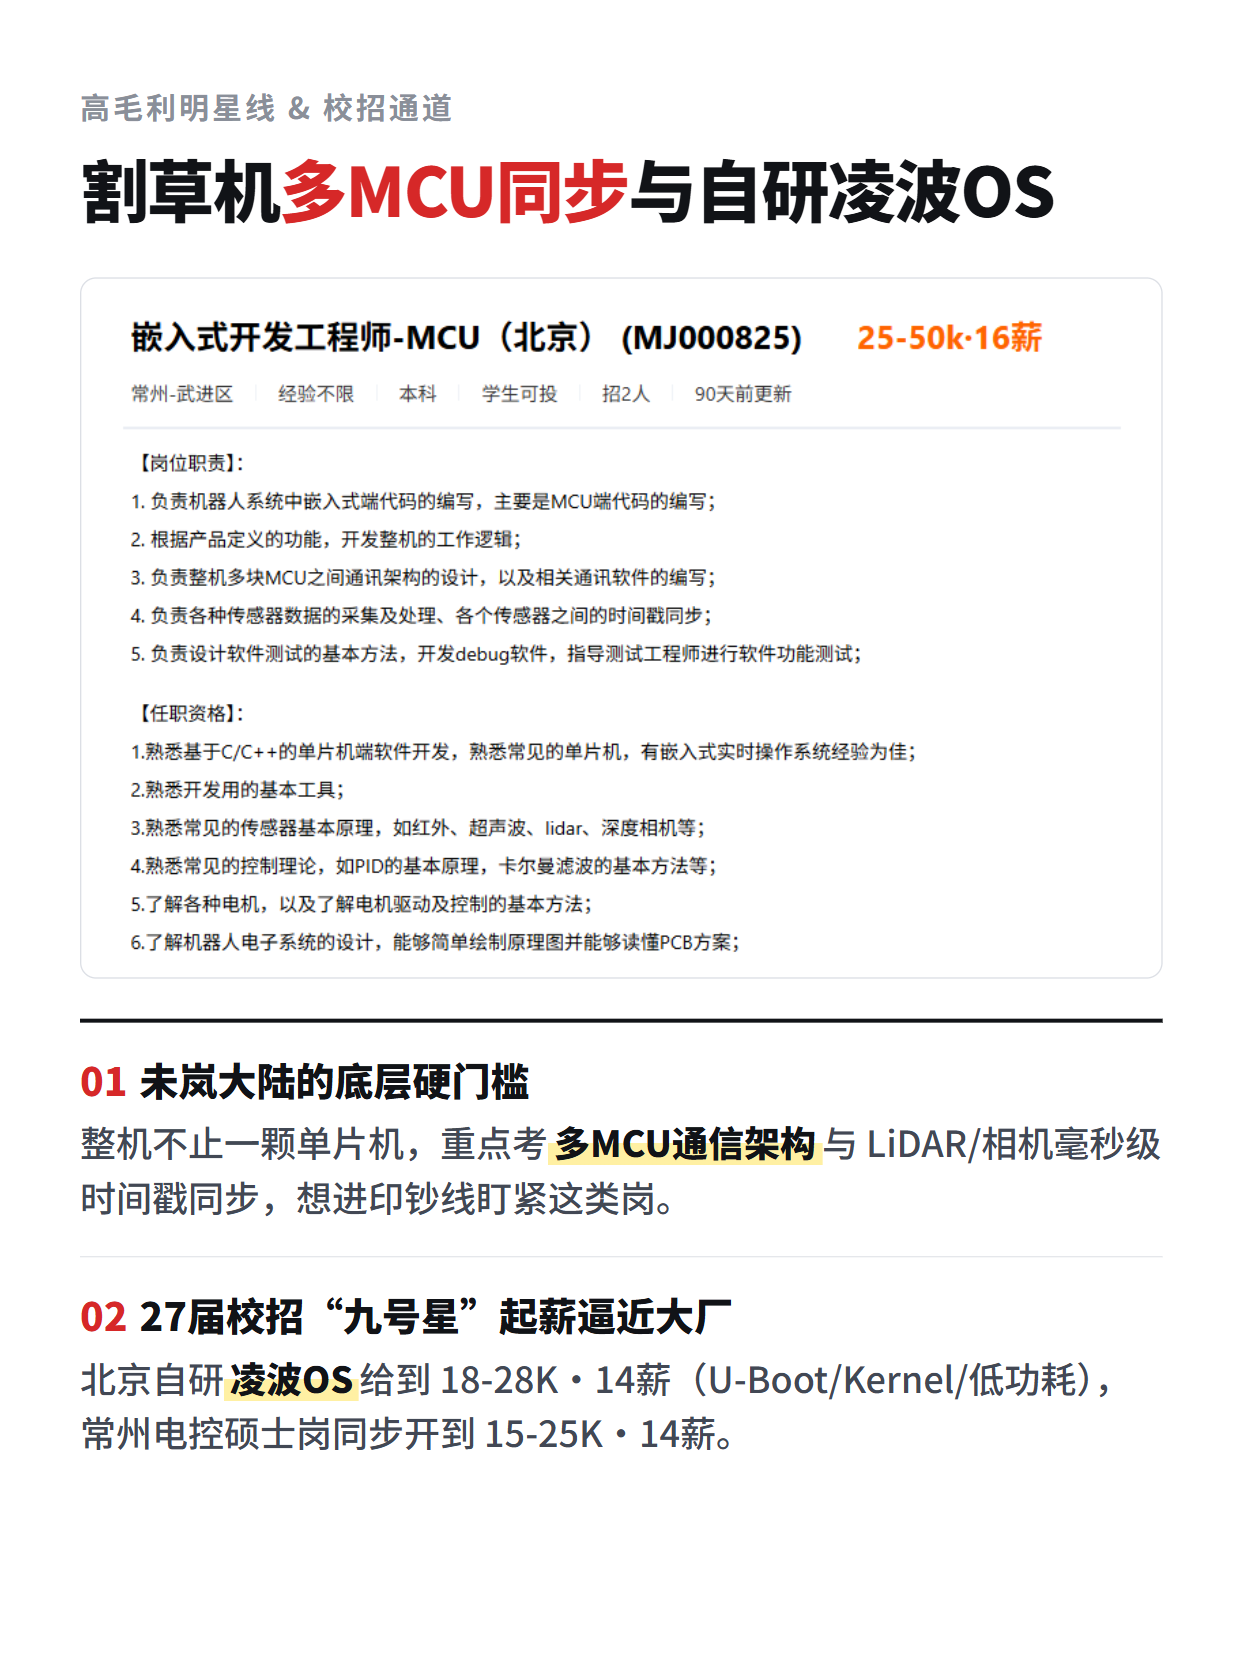 高毛利明星线 & 校招通道
割草机多MCU同步与自研凌波OS
嵌入式开发工程师-MCU（北京） (MJ000825) 25-50k·16薪
常州-武进区 经验不限 本科 学生可投 招2人 90天前更新
【岗位职责】：
1. 负责机器人系统中嵌入式端代码的编写，主要是MCU端代码的编写；
2. 根据产品定义的功能，开发整机的工作逻辑；
3. 负责整机多块MCU之间通讯架构的设计，以及相关通讯软件的编写；
4. 负责各种传感器数据的采集及处理、各个传感器之间的时间戳同步；
5. 负责设计软件测试的基本方法，开发debug软件，指导测试工程师进行软件功能测试；
【任职资格】：
1.熟悉基于C/C++的单片机端软件开发，熟悉常见的单片机，有嵌入式实时操作系统经验为佳；
2.熟悉开发用的基本工具；
3.熟悉常见的传感器基本原理，如红外、超声波、lidar、深度相机等；
4.熟悉常见的控制理论，如PID的基本原理，卡尔曼滤波的基本方法等；
5.了解各种电机，以及了解电机驱动及控制的基本方法；
6.了解机器人电子系统的设计，能够简单绘制原理图并能够读懂PCB方案；
01 未岚大陆的底层硬门槛
整机不止一颗单片机，重点考多MCU通信架构与 LiDAR/相机毫秒级
时间戳同步，想进印钞线盯紧这类岗。
02 27届校招“九号星”起薪逼近大厂
北京自研凌波OS给到 18-28K·14薪（U-Boot/Kernel/低功耗），
常州电控硕士岗同步开到 15-25K·14薪。